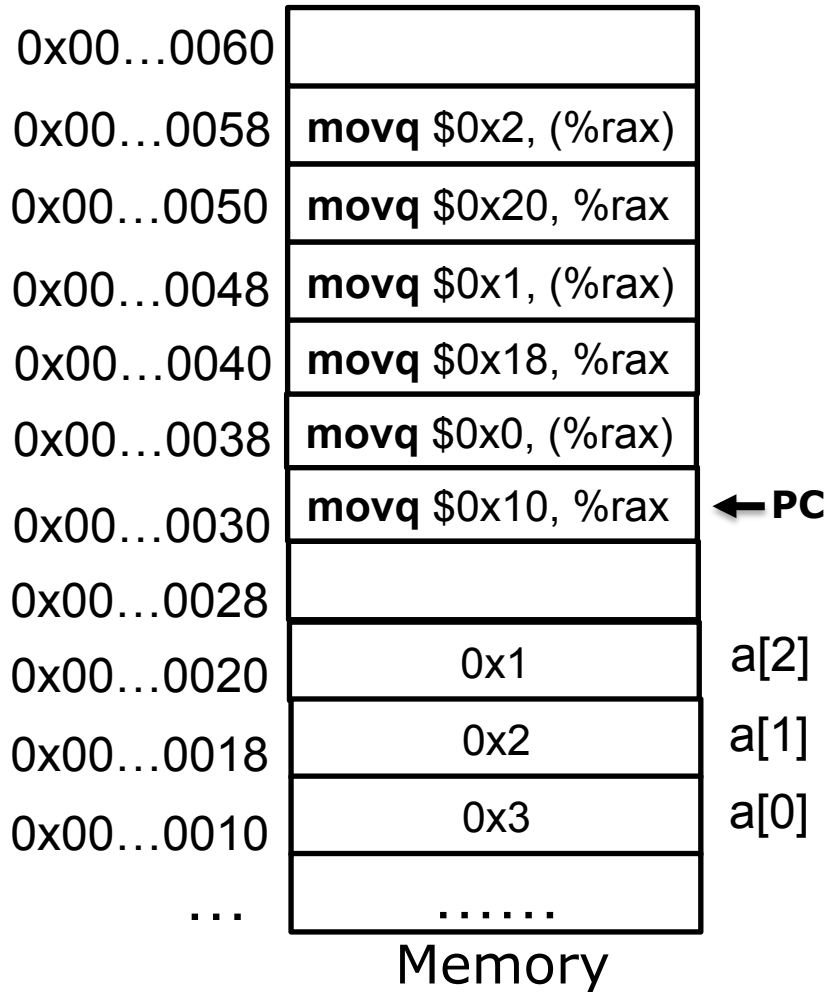 0x00…0060
0x00…0058 movq $0x2, (%rax)
0x00…0050 movq $0x20, %rax
0x00…0048 movq $0x1, (%rax)
0x00…0040 movq $0x18, %rax
0x00…0038 movq $0x0, (%rax)
0x00…0030 movq $0x10, %rax PC
0x00…0028
0x00…0020 0x1 a[2]
0x00…0018 0x2 a[1]
0x00…0010 0x3 a[0]
… ……
Memory